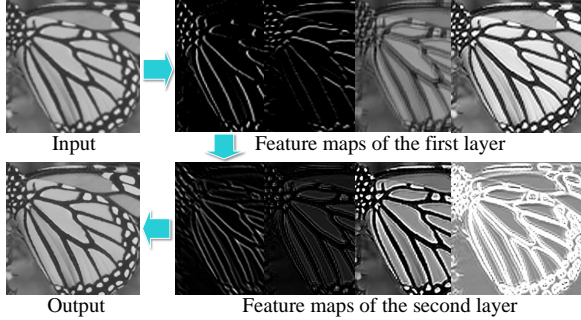 Input
Feature maps of the first layer
Output
Feature maps of the second layer